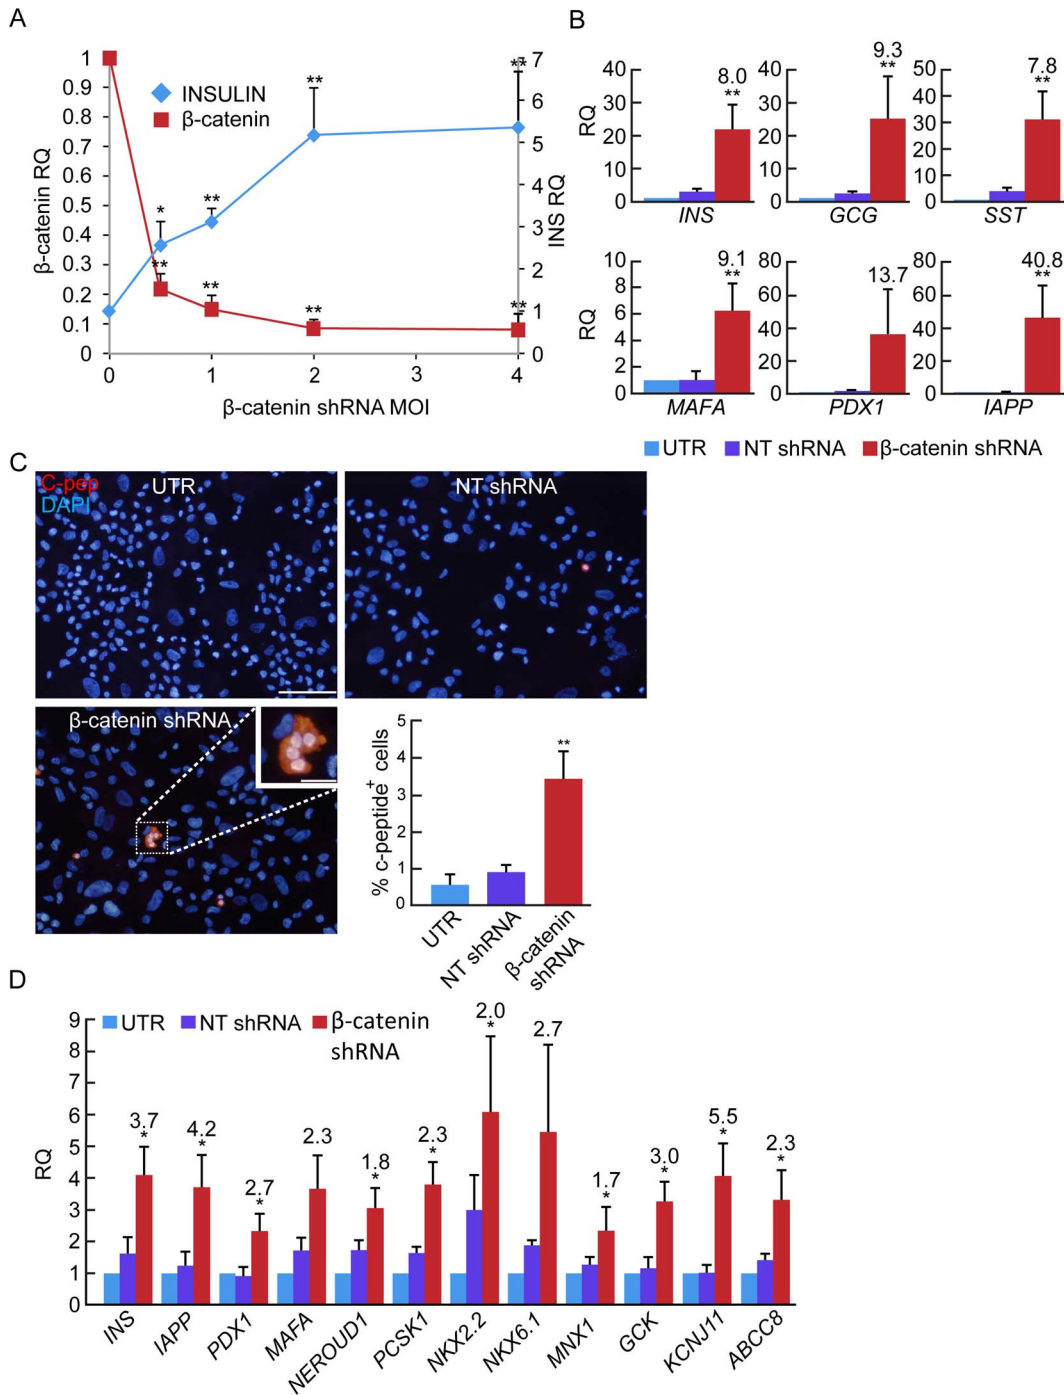 A
β-catenin RQ
1
0.9
0.8
0.7
0.6
0.5
0.4
0.3
0.2
0.1
0
INSULIN
β-catenin
*
**
**
**
**
**
**
**
7
6
5
4
3
2
1
0
INS RQ
0 1 2 3 4
β-catenin shRNA MOI
B
RQ
40
30
20
10
0
8.0
**
INS
40
30
20
10
0
9.3
**
GCG
50
40
30
20
10
0
7.8
**
SST
RQ
10
8
6
4
2
0
9.1
**
MAFA
80
60
40
20
0
13.7
PDX1
80
60
40
20
0
40.8
**
IAPP
UTR NT shRNA β-catenin shRNA
C
C-pep
DAPI
UTR
NT shRNA
β-catenin shRNA
% c-peptide+ cells
5
4
3
2
1
0
**
UTR
NT shRNA
β-catenin
shRNA
D
UTR NT shRNA β-catenin
shRNA
RQ
9
8
7
6
5
4
3
2
1
0
3.7
*
4.2
*
2.7
*
2.3
1.8
*
2.3
*
2.0
*
2.7
1.7
*
3.0
*
5.5
*
2.3
*
INS
IAPP
PDX1
MAFA
NEROUD1
PCSK1
NKX2.2
NKX6.1
MNX1
GCK
KCNJ11
ABCC8